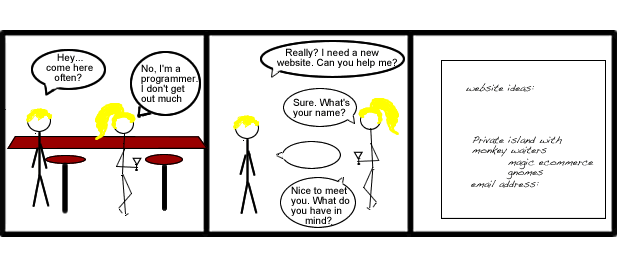 Hey...
come here
often?
No, I'm a
programmer.
I don't get
out much
Really? I need a new
website. Can you help me?
Sure. What's
your name?
Nice to meet
you. What do
you have in
mind?
website ideas:
Private island with
monkey waiters
magic ecommerce
gnomes
email address: